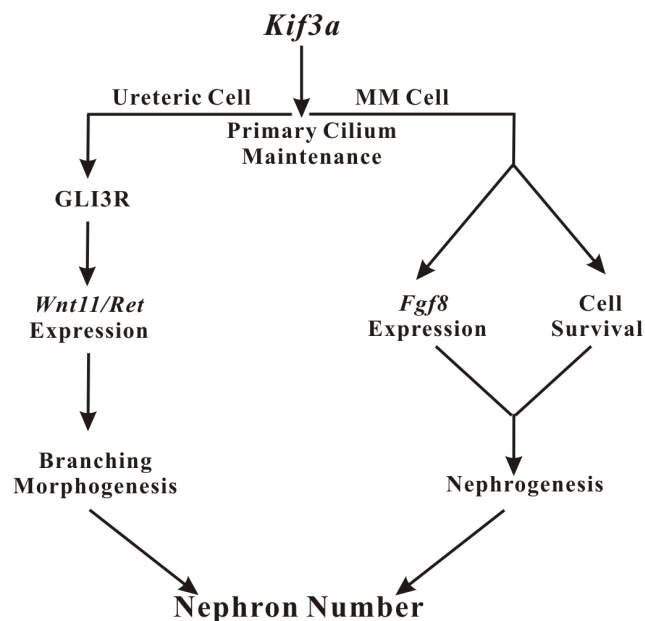 Kif3a
Ureteric Cell
MM Cell
Primary Cilium
Maintenance
GLI3R
Wnt11/Ret
Expression
Fgf8
Expression
Cell
Survival
Branching
Morphogenesis
Nephrogenesis
Nephron Number